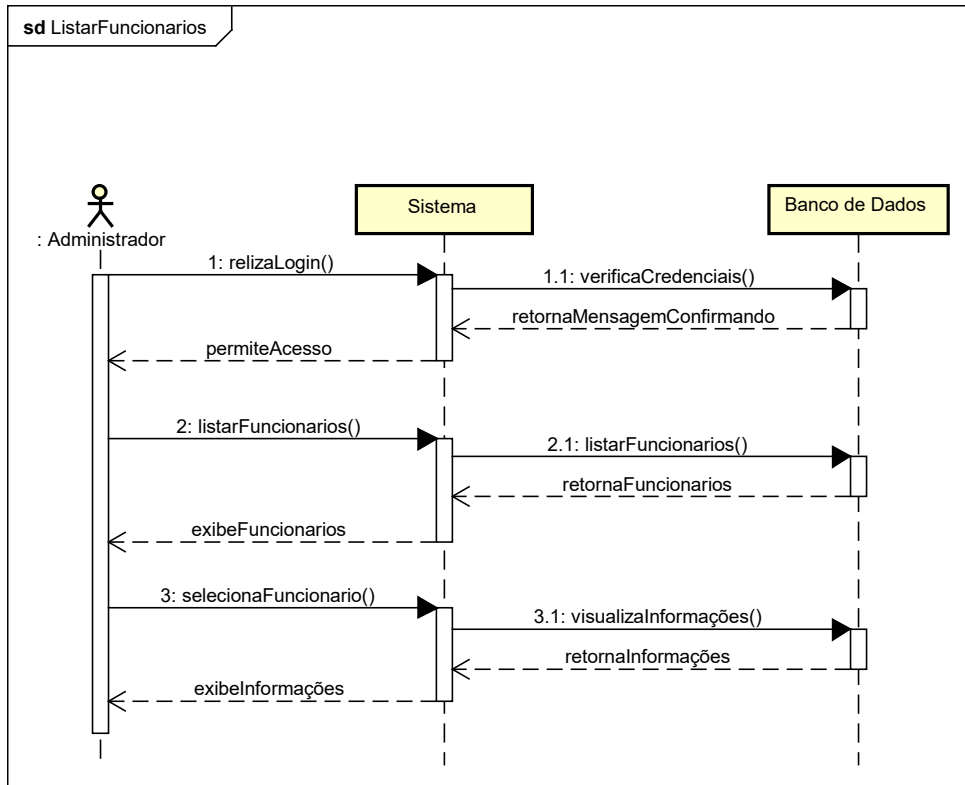 sd ListarFuncionarios
Sistema
Banco de Dados
: Administrador
1: relizaLogin()
1.1: verificaCredenciais()
retornaMensagemConfirmando
permiteAcesso
2: listarFuncionarios()
2.1: listarFuncionarios()
retornaFuncionarios
exibeFuncionarios
3: selecionaFuncionario()
3.1: visualizaInformações()
retornaInformações
exibeInformações